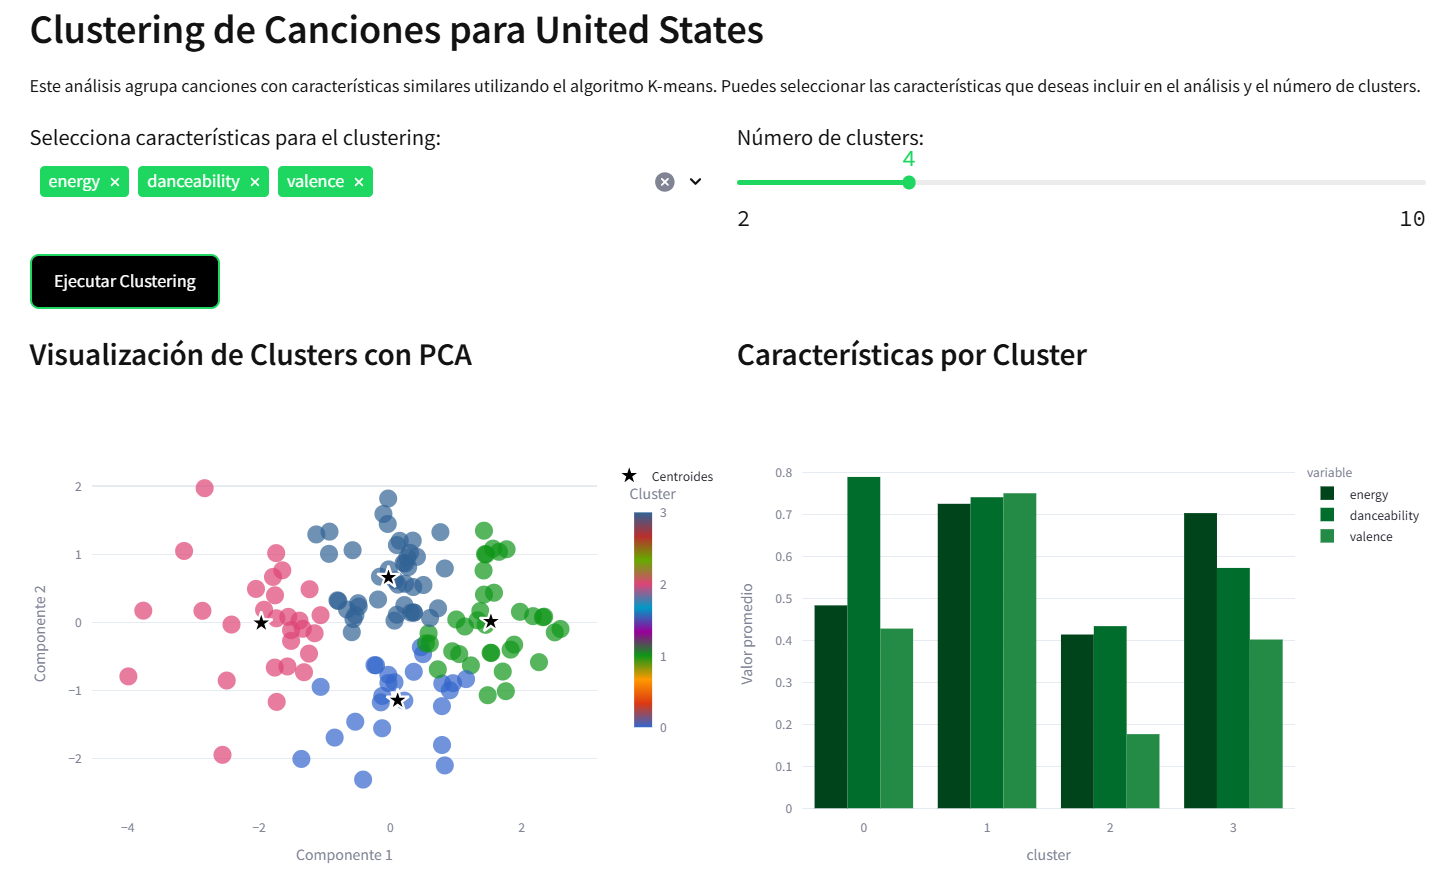 Clustering de Canciones para United States
Este análisis agrupa canciones con características similares utilizando el algoritmo K-means. Puedes seleccionar las características que deseas incluir en el análisis y el número de clusters.
Selecciona características para el clustering:
energy × danceability × valence ×
Número de clusters:
4
2 10
Ejecutar Clustering
Visualización de Clusters con PCA
2
1
0
−1
−2
Componente 2
−4 −2 0 2
Componente 1
Centroides
Cluster
3
2
1
0
Características por Cluster
0.8
0.7
0.6
0.5
0.4
0.3
0.2
0.1
0
Valor promedio
0 1 2 3
cluster
variable
energy
danceability
valence